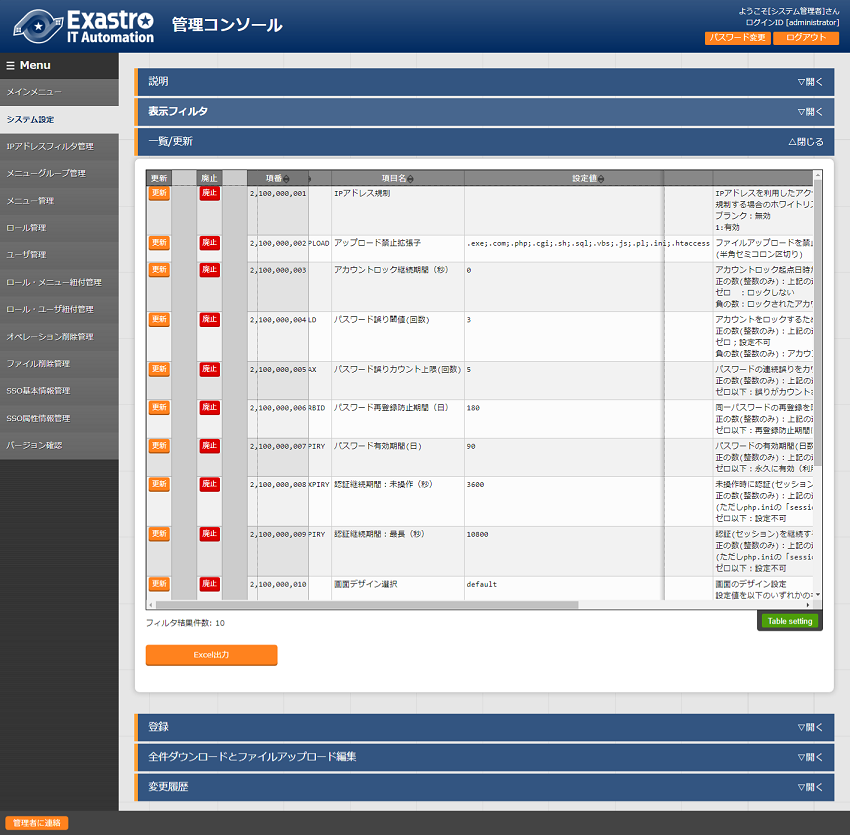 Exastro
IT Automation
管理コンソール
ようこそ[システム管理者]さん
ログインID [administrator]
パスワード変更
ログアウト
Menu
メインメニュー
システム設定
IPアドレスフィルタ管理
メニューグループ管理
メニュー管理
ロール管理
ユーザ管理
ロール・メニュー紐付管理
ロール・ユーザ紐付管理
オペレーション削除管理
ファイル削除管理
SSO基本情報管理
SSO属性情報管理
バージョン確認
説明
▽開く
表示フィルタ
▽開く
一覧/更新
△閉じる
更新 廃止 項番 項目名 設定値
更新 廃止 2,100,000,001 IPアドレス規制 IPアドレスを利用したアク
規制する場合のホワイトリス
ブランク：無効
1:有効
更新 廃止 2,100,000,002 PLOAD アップロード禁止拡張子 .exe;.com;.php;.cgi;.sh;.sql;.vbs;.js;.pl;.ini;.htaccess ファイルアップロードを禁
(半角セミコロン区切り)
更新 廃止 2,100,000,003 アカウントロック継続期間（秒） 0 アカウントロック起点日時
正の数(整数のみ)：上記の
ゼロ　：ロックしない
負の数：ロックされたアカ
更新 廃止 2,100,000,004 LD パスワード誤り閾値(回数) 3 アカウントをロックするた
正の数(整数のみ)：上記の
ゼロ；設定不可
負の数(整数のみ)：アカウ
更新 廃止 2,100,000,005 AX パスワード誤りカウント上限(回数) 5 パスワードの連続誤りをカ
正の数(整数のみ)：上記の
ゼロ以下：誤りがカウント
更新 廃止 2,100,000,006 RBID パスワード再登録防止期間（日） 180 同一パスワードの再登録を
正の数(整数のみ)：上記の
ゼロ以下：再登録防止期間
更新 廃止 2,100,000,007 PIRY パスワード有効期間(日) 90 パスワードの有効期間(日数
正の数(整数のみ)：上記の
ゼロ以下：永久に有効（利
更新 廃止 2,100,000,008 XPIRY 認証継続期間：未操作（秒） 3600 未操作時に認証(セッション
正の数(整数のみ)：上記の
(ただしphp.iniの「sessi
ゼロ以下：設定不可
更新 廃止 2,100,000,009 PIRY 認証継続期間：最長（秒） 10800 認証(セッション)を継続す
正の数(整数のみ)：上記の
(ただしphp.iniの「sessi
ゼロ以下：設定不可
更新 廃止 2,100,000,010 画面デザイン選択 default 画面のデザイン設定
設定値を以下のいずれかの
フィルタ結果件数: 10
Table setting
Excel出力
登録
▽開く
全件ダウンロードとファイルアップロード編集
▽開く
変更履歴
▽開く
管理者に連絡